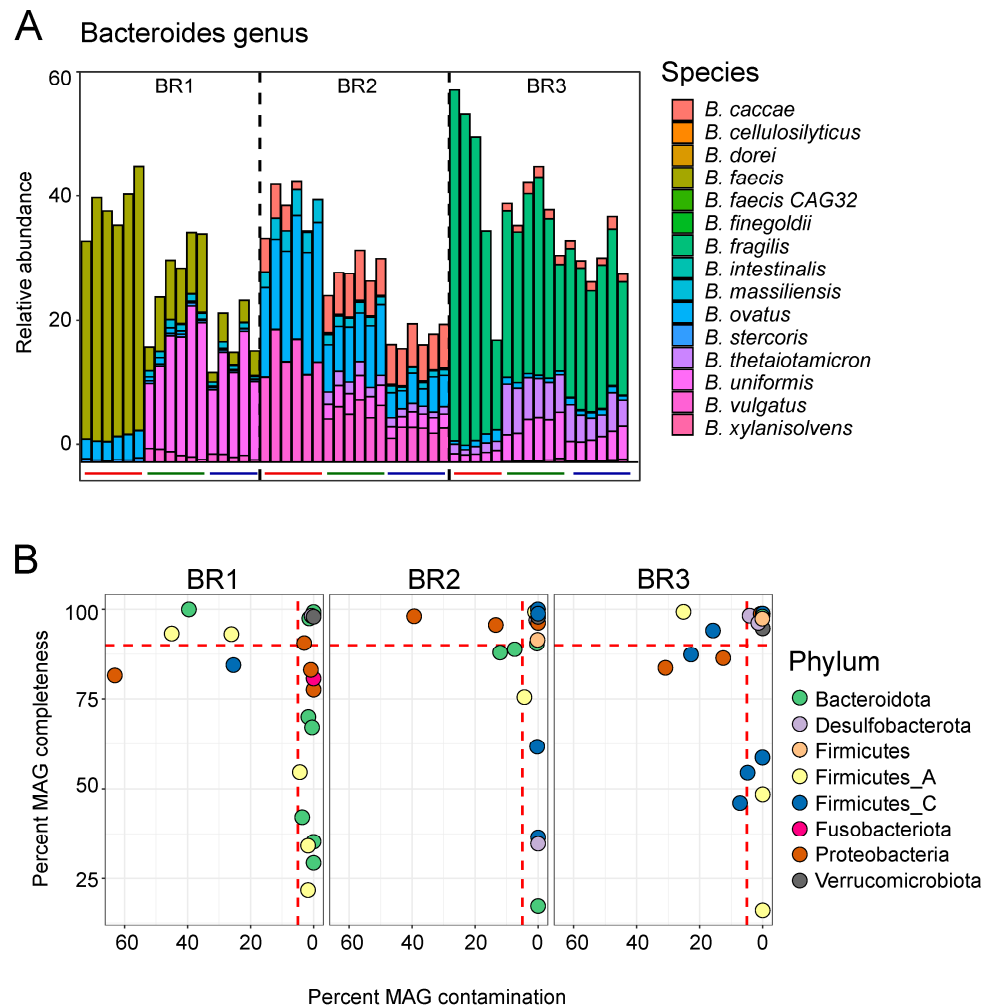 A
Bacteroides genus
BR1 BR2 BR3
Relative abundance
60
40
20
0
Species
B. caccae
B. cellulosilyticus
B. dorei
B. faecis
B. faecis CAG32
B. finegoldii
B. fragilis
B. intestinalis
B. massiliensis
B. ovatus
B. stercoris
B. thetaiotamicron
B. uniformis
B. vulgatus
B. xylanisolvens
B
BR1 BR2 BR3
Percent MAG completeness
100
75
50
25
60 40 20 0 60 40 20 0 60 40 20 0
Percent MAG contamination
Phylum
Bacteroidota
Desulfobacterota
Firmicutes
Firmicutes_A
Firmicutes_C
Fusobacteriota
Proteobacteria
Verrucomicrobiota